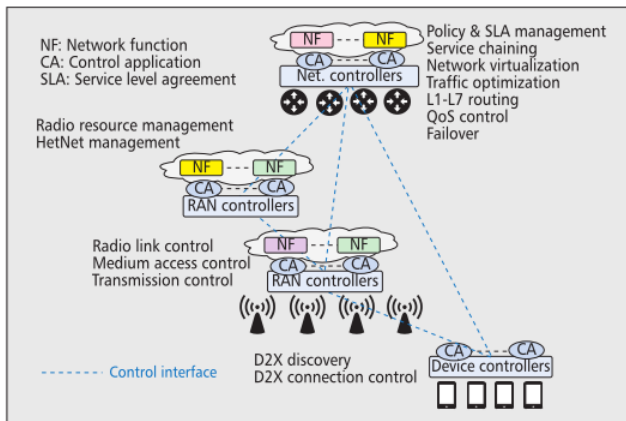 NF: Network function
CA: Control application
SLA: Service level agreement
NF
NF
CA
CA
Net. controllers
Policy & SLA management
Service chaining
Network virtualization
Traffic optimization
L1-L7 routing
QoS control
Failover
Radio resource management
HetNet management
NF
NF
CA
CA
RAN controllers
Radio link control
Medium access control
Transmission control
NF
NF
CA
CA
RAN controllers
D2X discovery
D2X connection control
CA
CA
Device controllers
Control interface